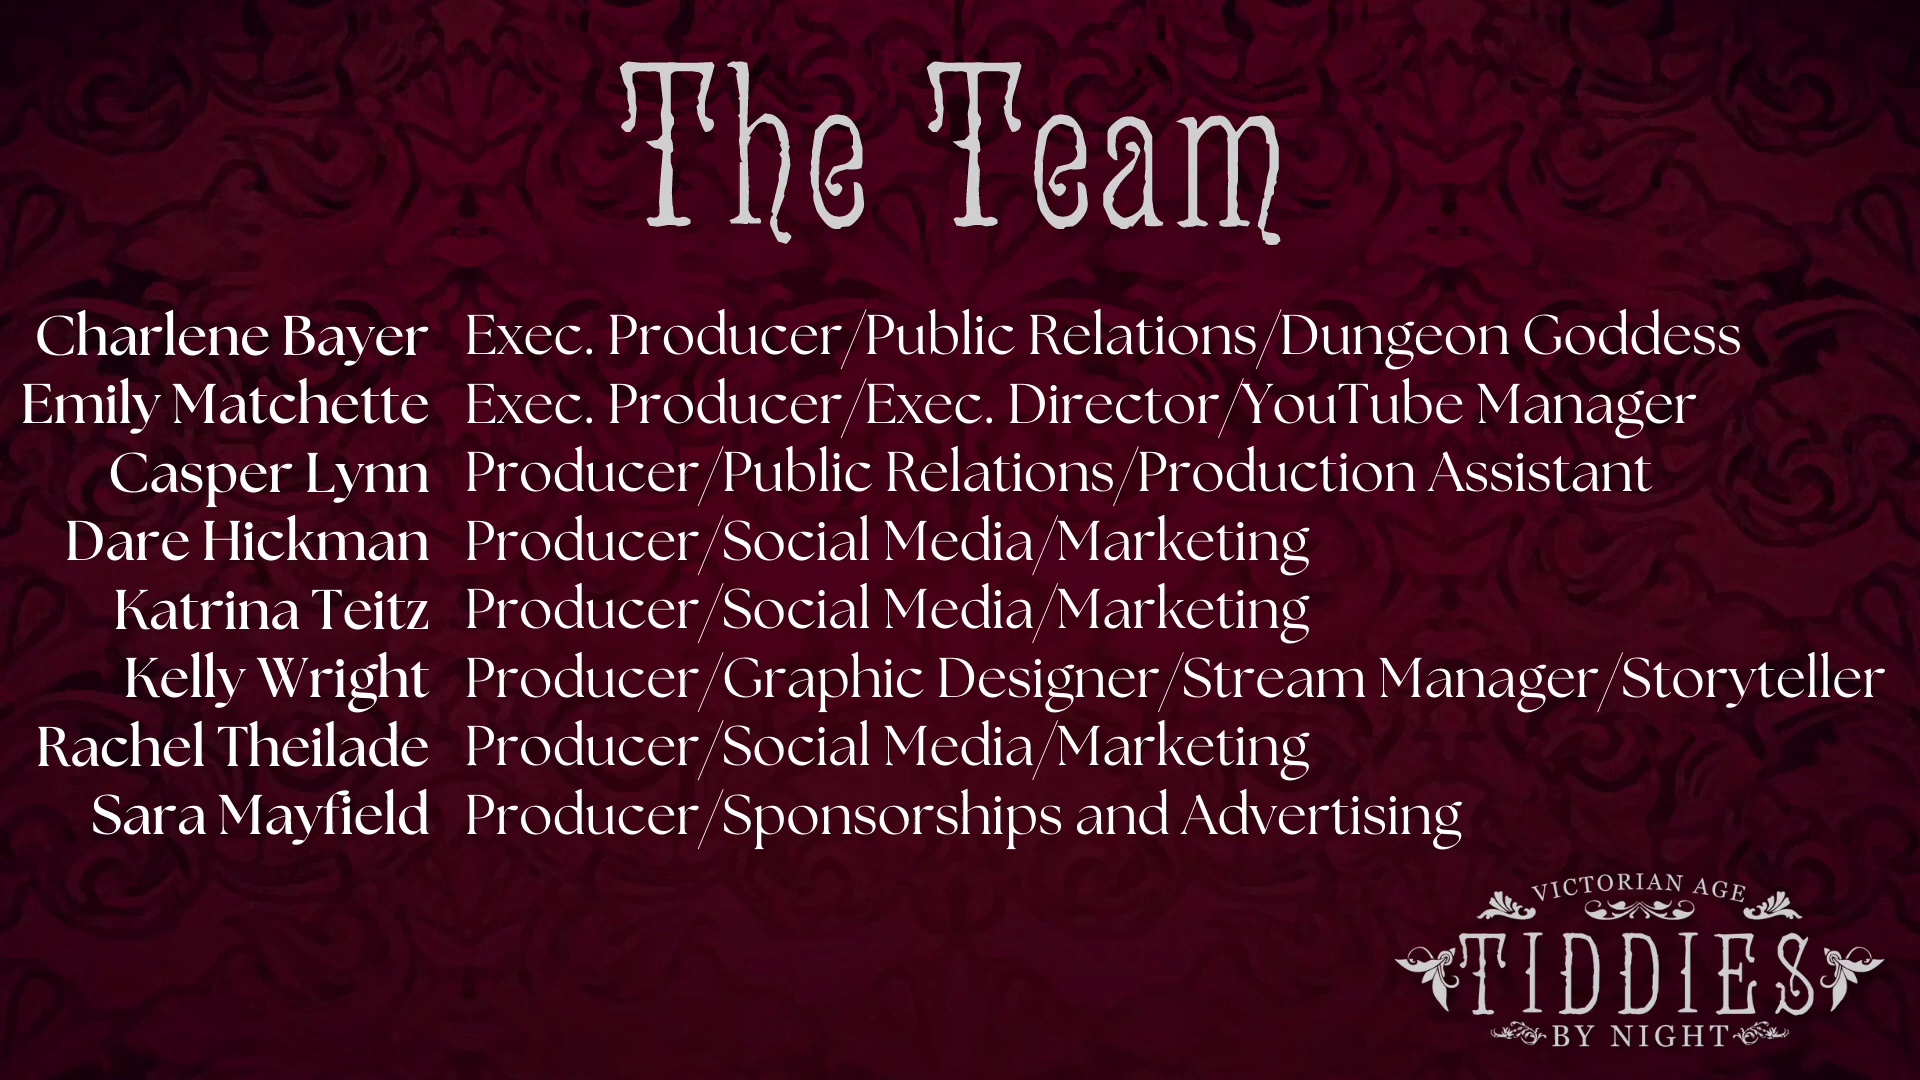 The Team
Charlene Bayer Exec. Producer/Public Relations/Dungeon Goddess
Emily Matchette Exec. Producer/Exec. Director/YouTube Manager
Casper Lynn Producer/Public Relations/Production Assistant
Dare Hickman Producer/Social Media/Marketing
Katrina Teitz Producer/Social Media/Marketing
Kelly Wright Producer/Graphic Designer/Stream Manager/Storyteller
Rachel Theilade Producer/Social Media/Marketing
Sara Mayfield Producer/Sponsorships and Advertising
VICTORIAN AGE
TIDDIES
BY NIGHT